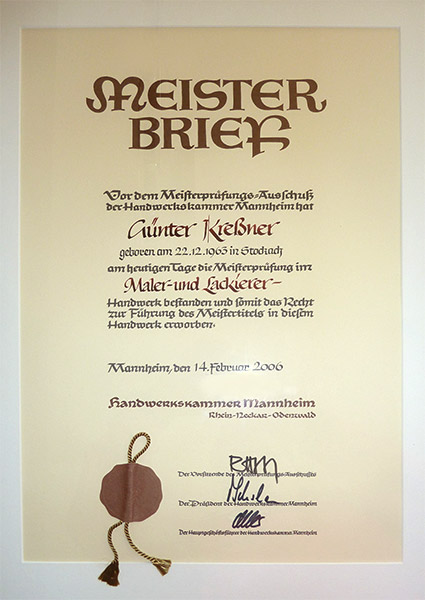 MEISTER
BRIEF
Vor dem Meisterprüfungs-Ausschuß
der Handwerkskammer Mannheim hat
Günter Kreßner
geboren am 22.12.1963 in Stockach
am heutigen Tage die Meisterprüfung im
Maler- und Lackierer-
Handwerk bestanden und somit das Recht
zur Führung des Meistertitels in diesem
Handwerk erworben.
Mannheim, den 14. Februar 2006
Handwerkskammer Mannheim
Rhein-Neckar-Odenwald
Der Vorsitzende des Meisterprüfungs-Ausschußes
Der Präsident der Handwerkskammer Mannheim
Der Hauptgeschäftsführer der Handwerkskammer Mannheim